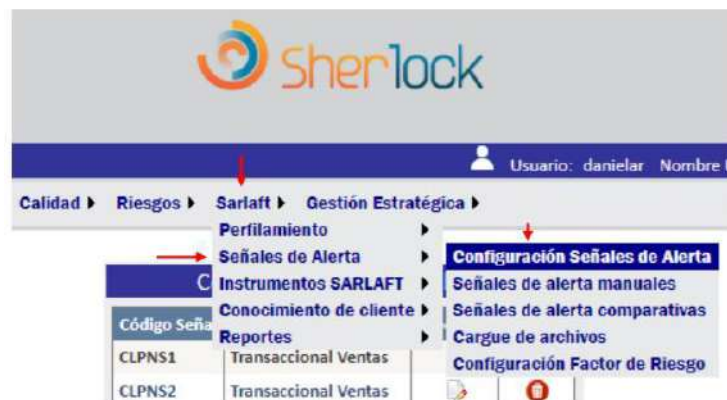 Sherlock
Usuario: danielar Nombre
Calidad Riesgos Sarlaft Gestión Estratégica
Perfilamiento
Señales de Alerta Configuración Señales de Alerta
C Instrumentos SARLAFT Señales de alerta manuales
Conocimiento de cliente Señales de alerta comparativas
Código Seña Reportes Cargue de archivos
CLPNS1 Transaccional Ventas Configuración Factor de Riesgo
CLPNS2 Transaccional Ventas